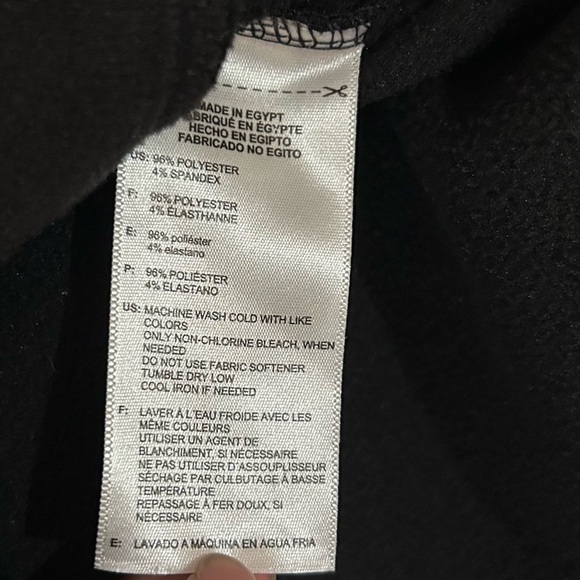 MADE IN EGYPT
FABRIQUÉ EN ÉGYPTE
HECHO EN EGIPTO
FABRICADO NO EGITO
US: 96% POLYESTER
4% SPANDEX
F: 96% POLYESTER
4% ÉLASTHANNE
E: 96% poliéster
4% elastano
P: 96% POLIÉSTER
4% ELASTANO
US: MACHINE WASH COLD WITH LIKE
COLORS
ONLY NON-CHLORINE BLEACH, WHEN
NEEDED
DO NOT USE FABRIC SOFTENER
TUMBLE DRY LOW
COOL IRON IF NEEDED
F: LAVER À L'EAU FROIDE AVEC LES
MÊME COULEURS
UTILISER UN AGENT DE
BLANCHIMENT, SI NÉCESSAIRE
NE PAS UTILISER D'ASSOUPLISSEUR
SÉCHAGE PAR CULBUTAGE À BASSE
TEMPÉRATURE
REPASSAGE À FER DOUX, SI
NÉCESSAIRE
E: LAVADO A MÁQUINA EN AGUA FRIA